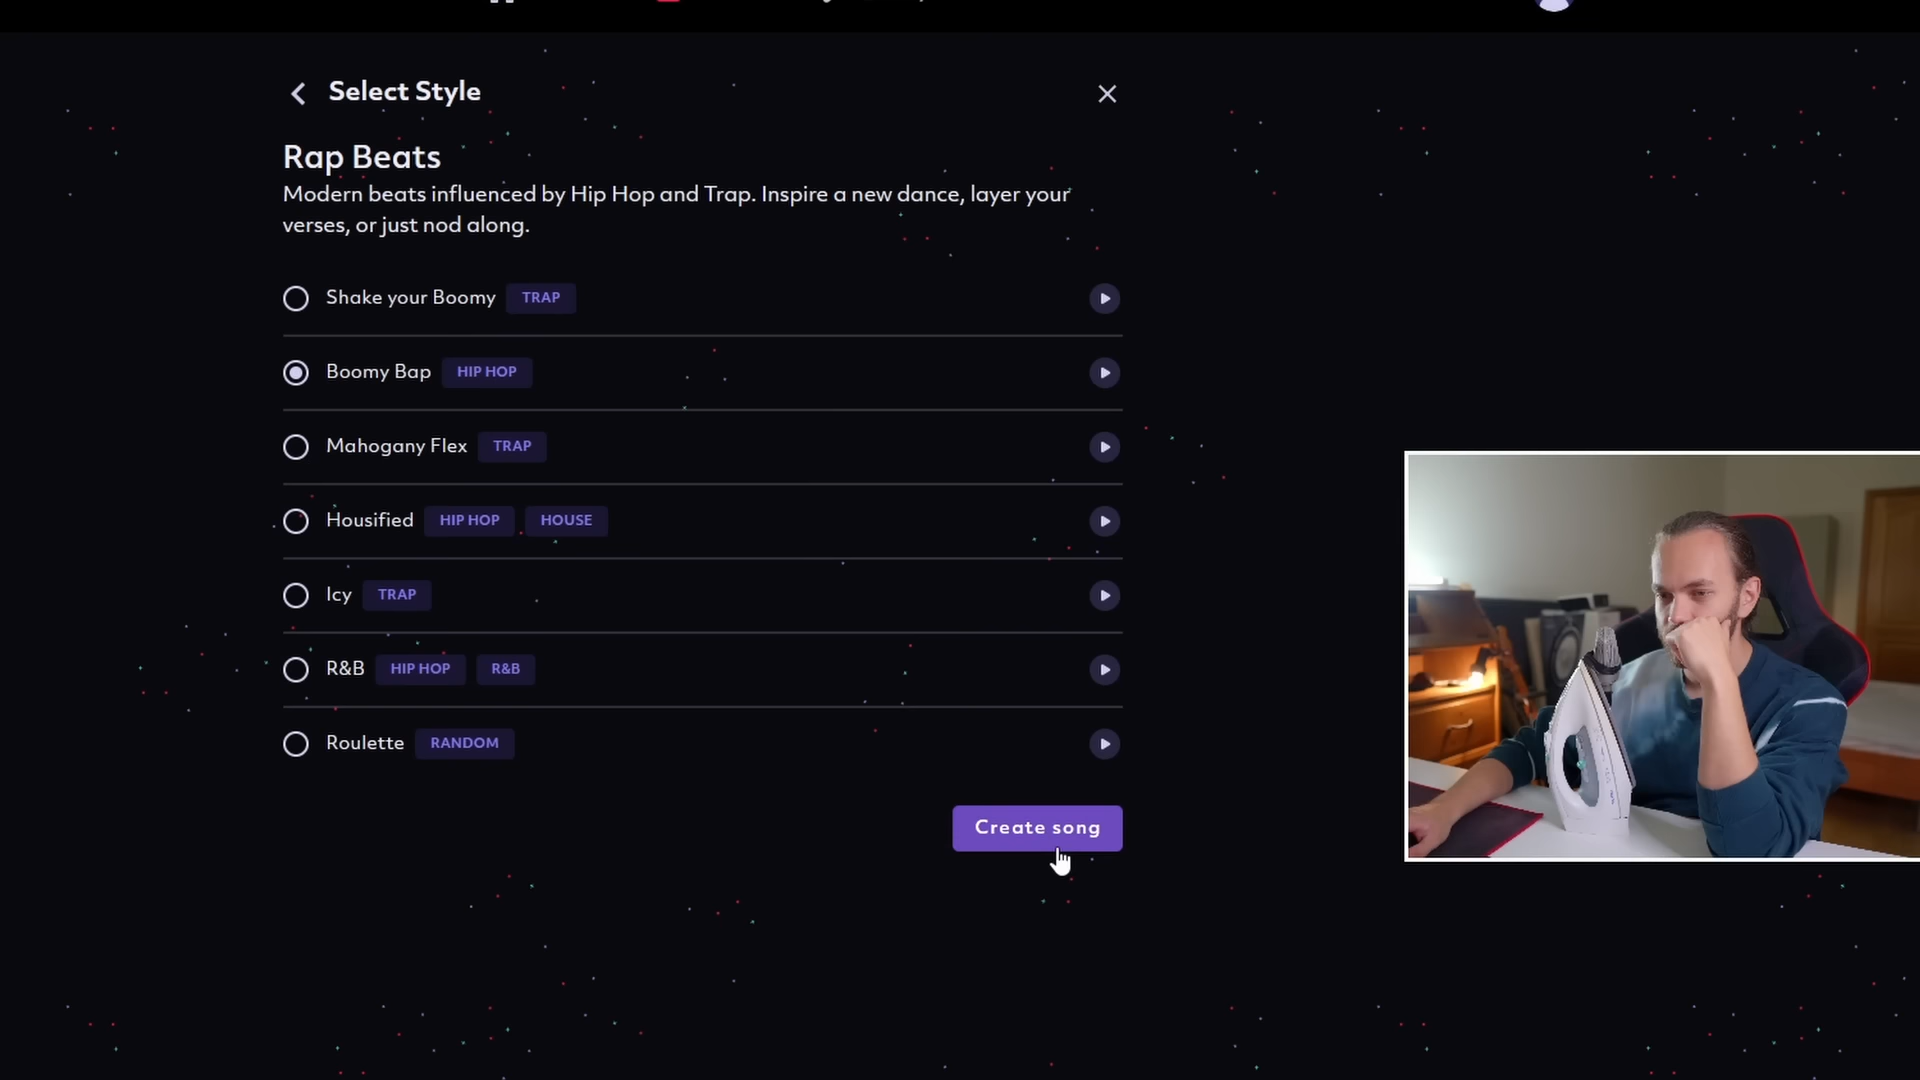 Select Style
Rap Beats
Modern beats influenced by Hip Hop and Trap. Inspire a new dance, layer your
verses, or just nod along.
Shake your Boomy TRAP
Boomy Bap HIP HOP
Mahogany Flex TRAP
Housified HIP HOP HOUSE
Icy TRAP
R&B HIP HOP R&B
Roulette RANDOM
Create song